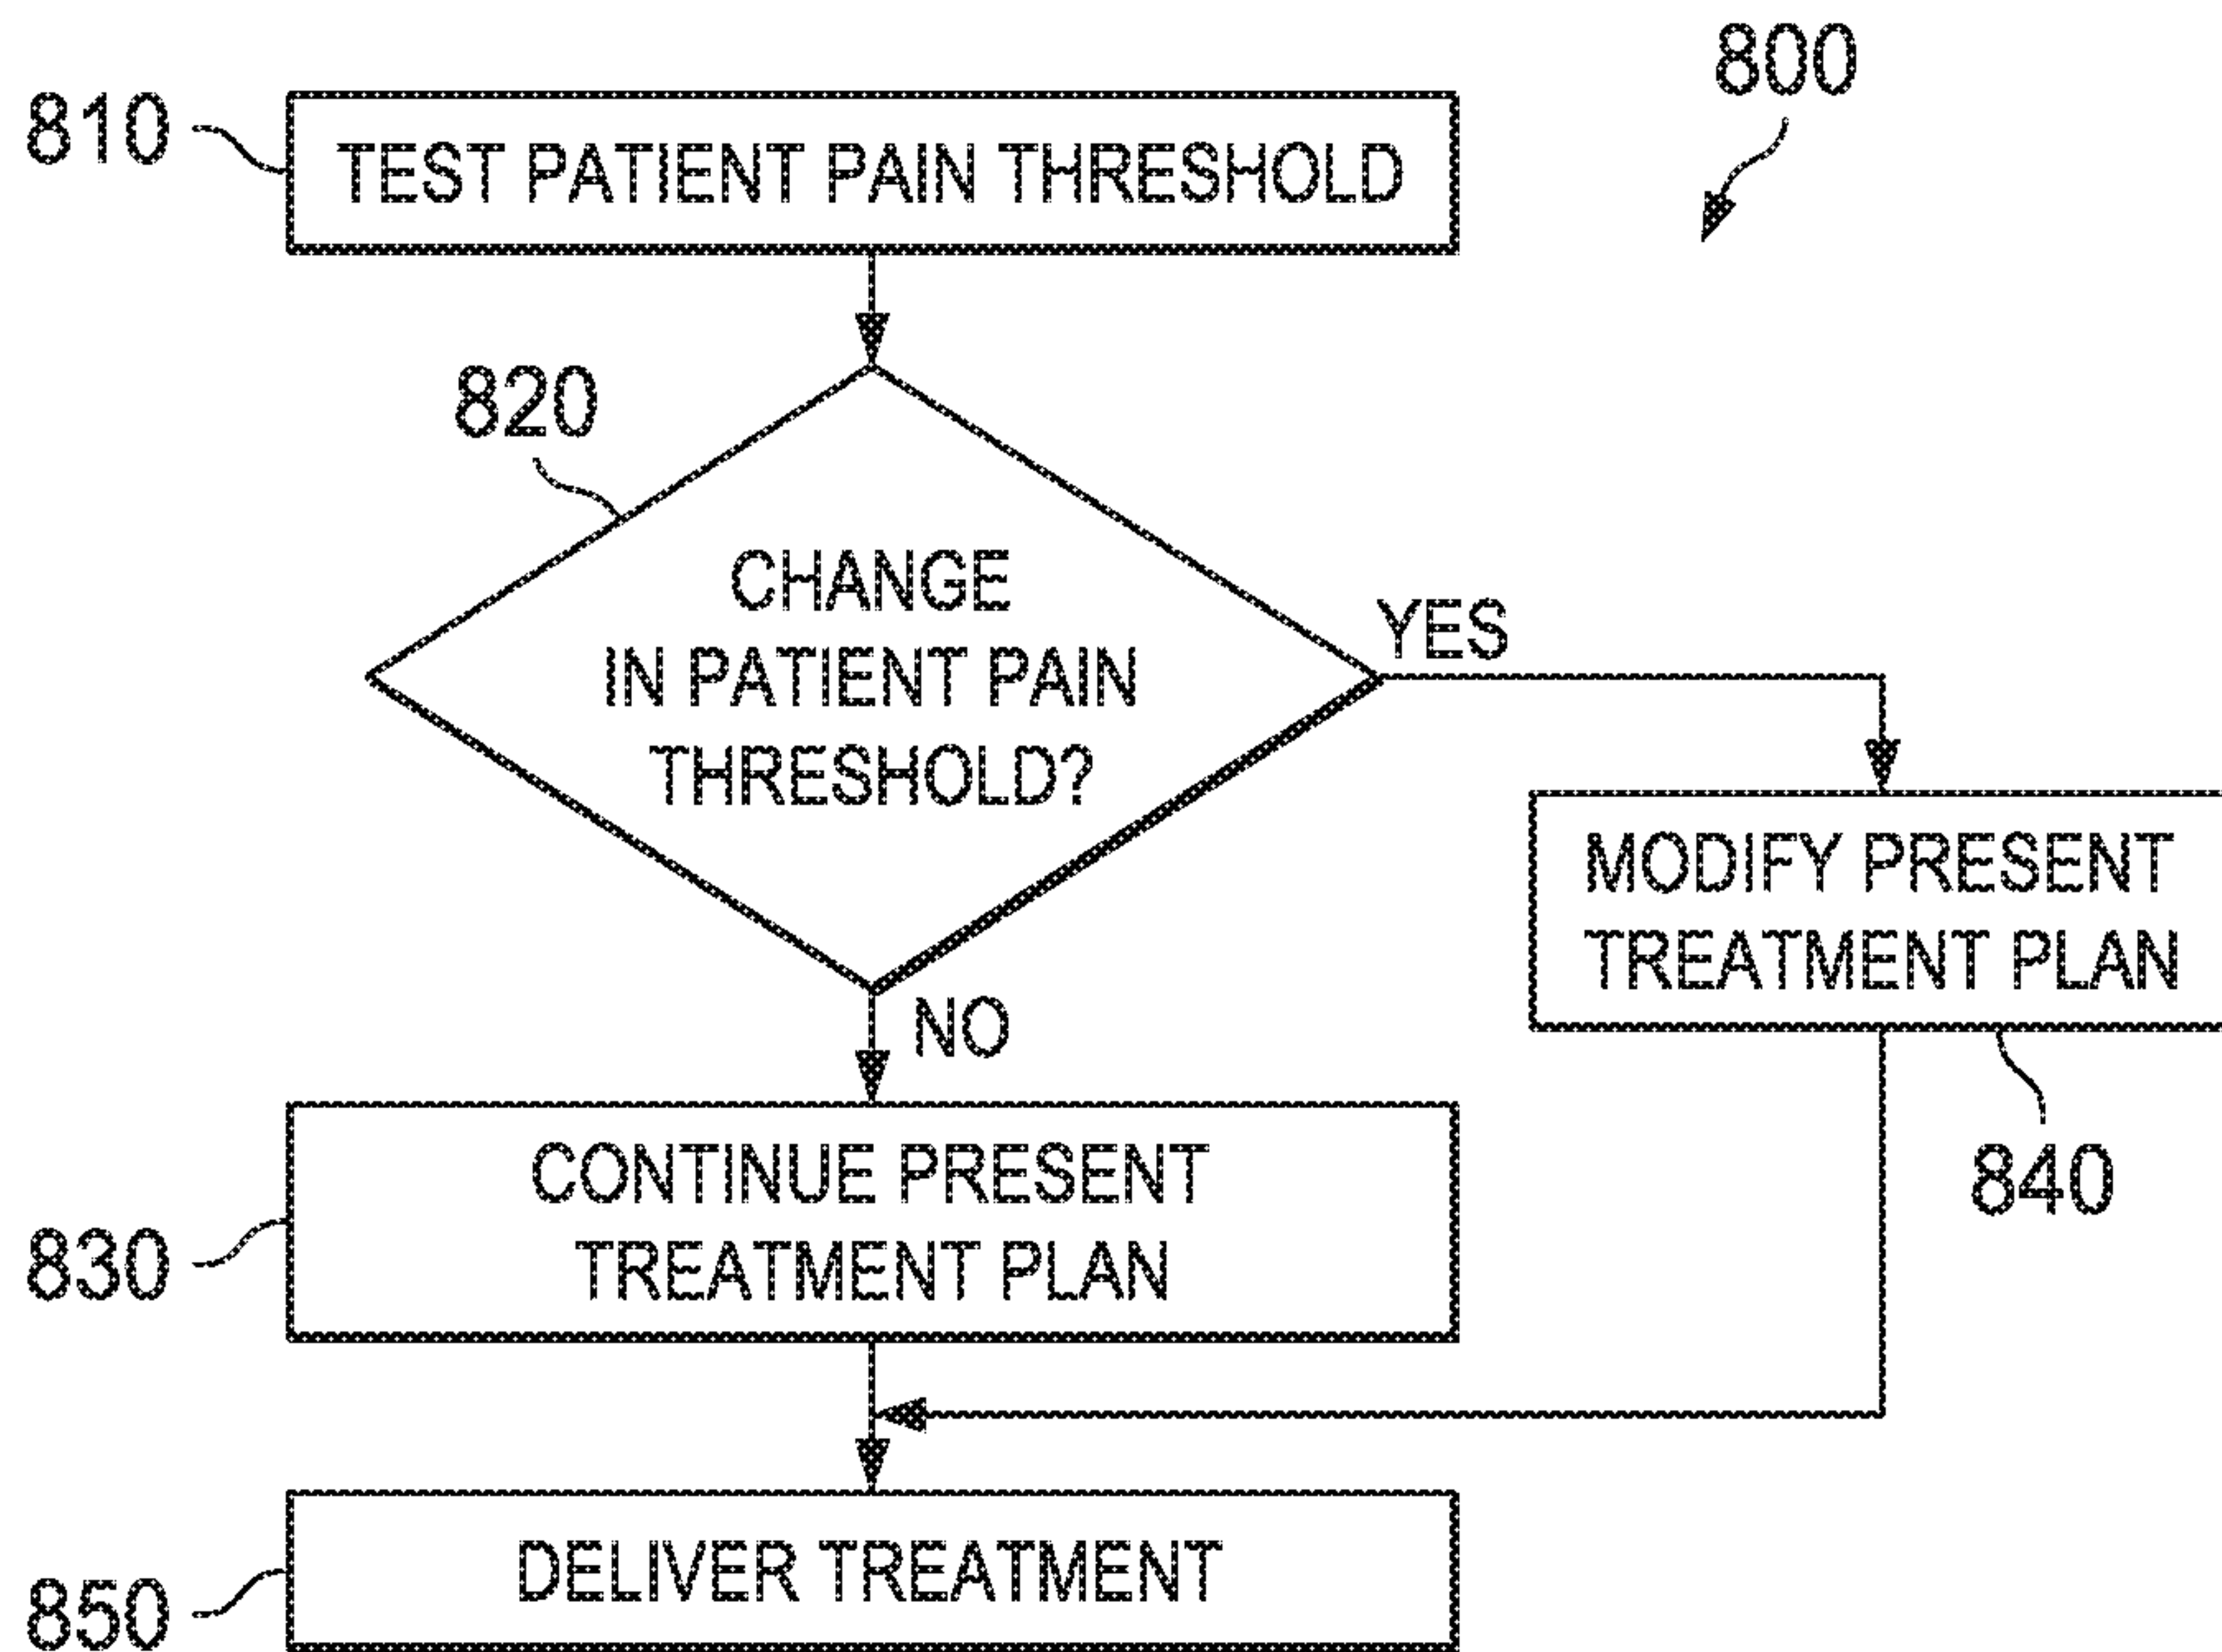 800
810
TEST PATIENT PAIN THRESHOLD
820
CHANGE
IN PATIENT PAIN
THRESHOLD?
YES
MODIFY PRESENT
TREATMENT PLAN
840
NO
CONTINUE PRESENT
TREATMENT PLAN
830
DELIVER TREATMENT
850